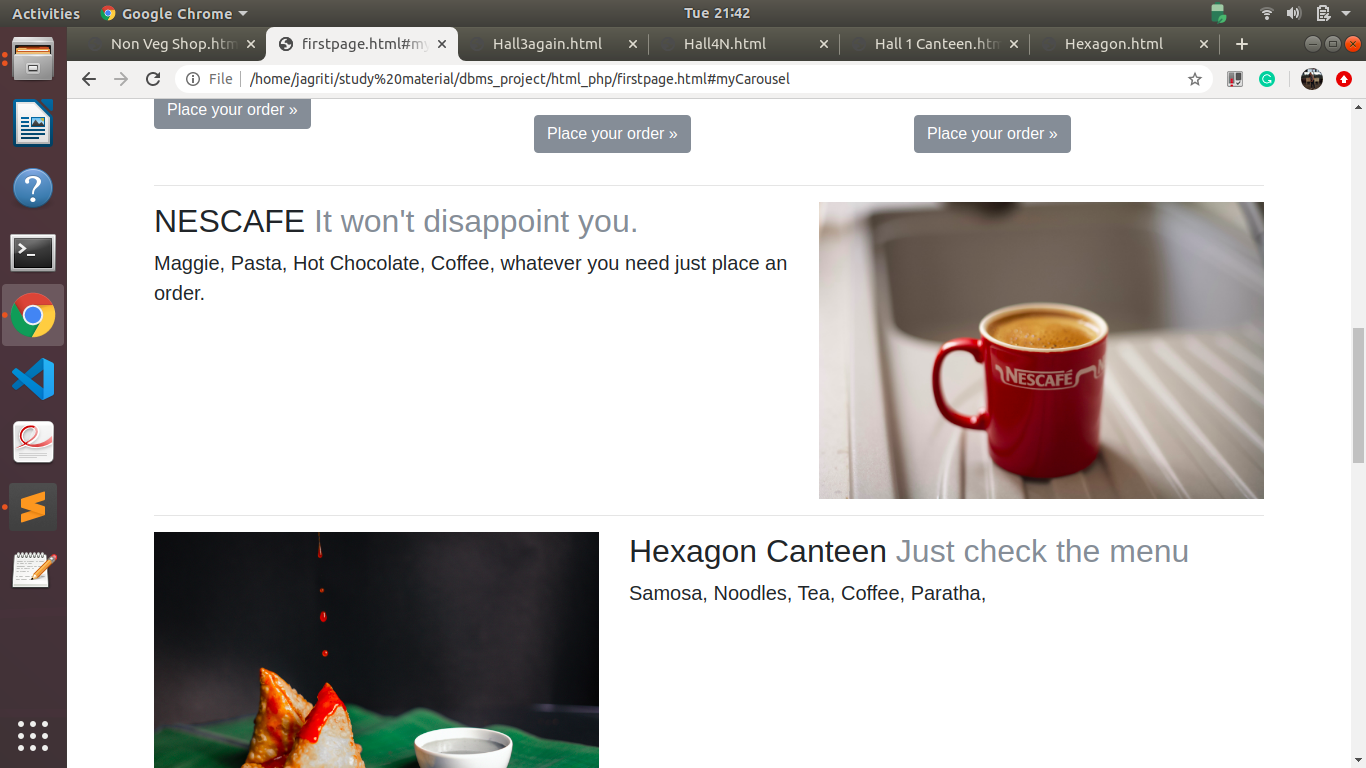 Activities Google Chrome Tue 21:42
Non Veg Shop.htm firstpage.html#my Hall3again.html Hall4N.html Hall 1 Canteen.htm Hexagon.html
File /home/jagriti/study%20material/dbms_project/html_php/firstpage.html#myCarousel
Place your order »
Place your order » Place your order »
NESCAFE It won't disappoint you.
Maggie, Pasta, Hot Chocolate, Coffee, whatever you need just place an
order.
NESCAFÉ
Hexagon Canteen Just check the menu
Samosa, Noodles, Tea, Coffee, Paratha,